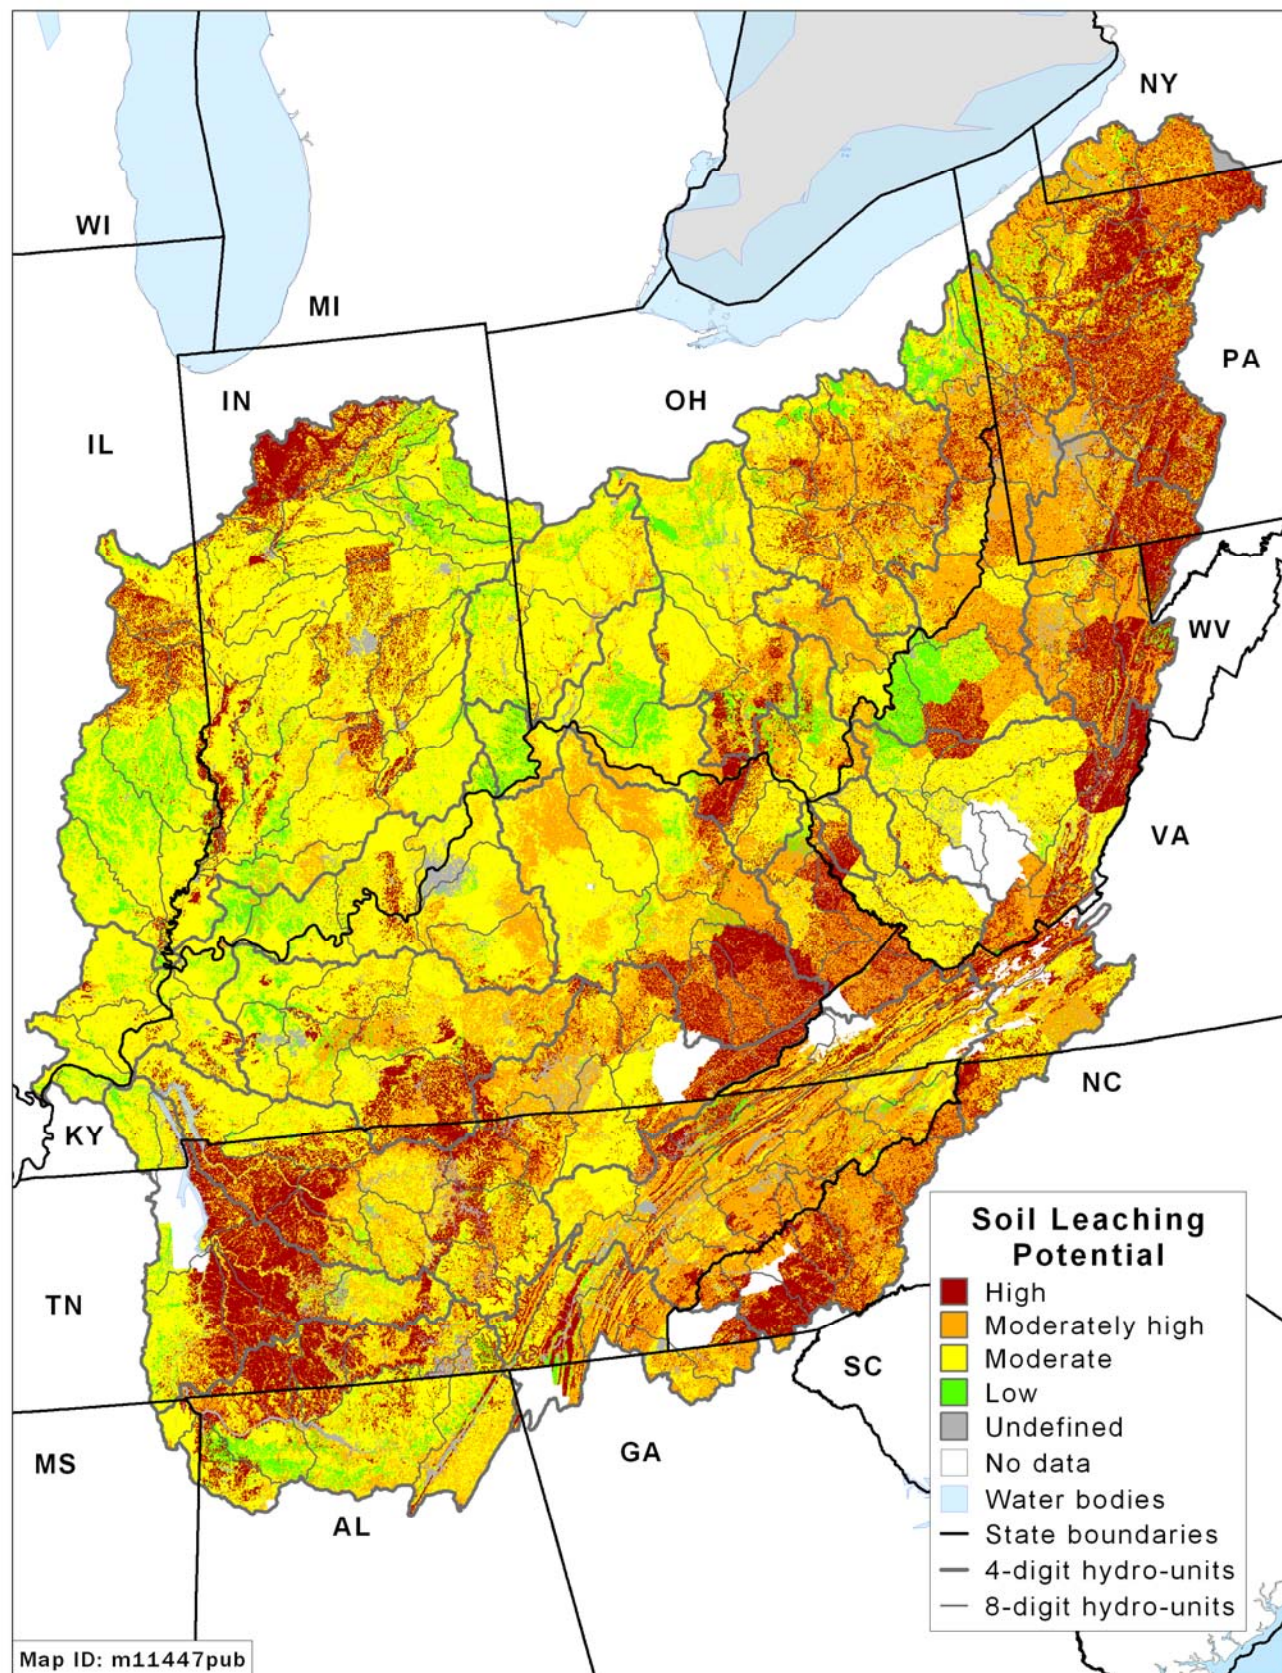 NY
WI
MI
PA
IN
OH
IL
WV
VA
NC
KY
TN
SC
GA
MS
AL
Soil Leaching
Potential
High
Moderately high
Moderate
Low
Undefined
No data
Water bodies
State boundaries
4-digit hydro-units
8-digit hydro-units
Map ID: m11447pub